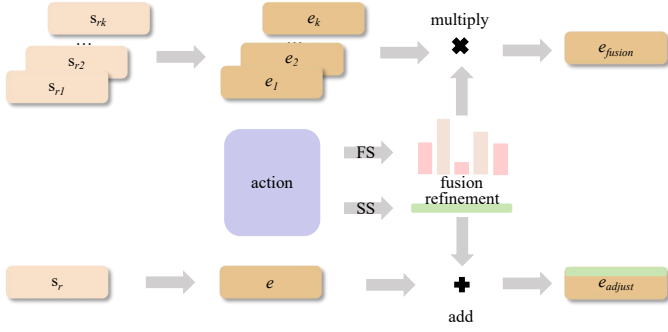 s_rk
e_k
multiply
...
...
s_r2
e_2
e_fusion
s_r1
e_1
FS
action
fusion
refinement
SS
s_r
e
e_adjust
add